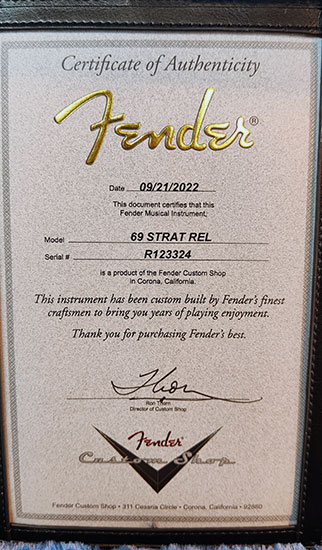 Certificate of Authenticity
Fender®
Date 09/21/2022
This document certifies that this
Fender Musical Instrument,
Model 69 STRAT REL
Serial # R123324
is a product of the Fender Custom Shop
in Corona, California.
This instrument has been custom built by Fender's finest
craftsmen to bring you years of playing enjoyment.
Thank you for purchasing Fender's best.
Ron Thorn
Director of Custom Shop
Fender
Custom Shop
Fender Custom Shop • 311 Cessna Circle • Corona, California • 92880